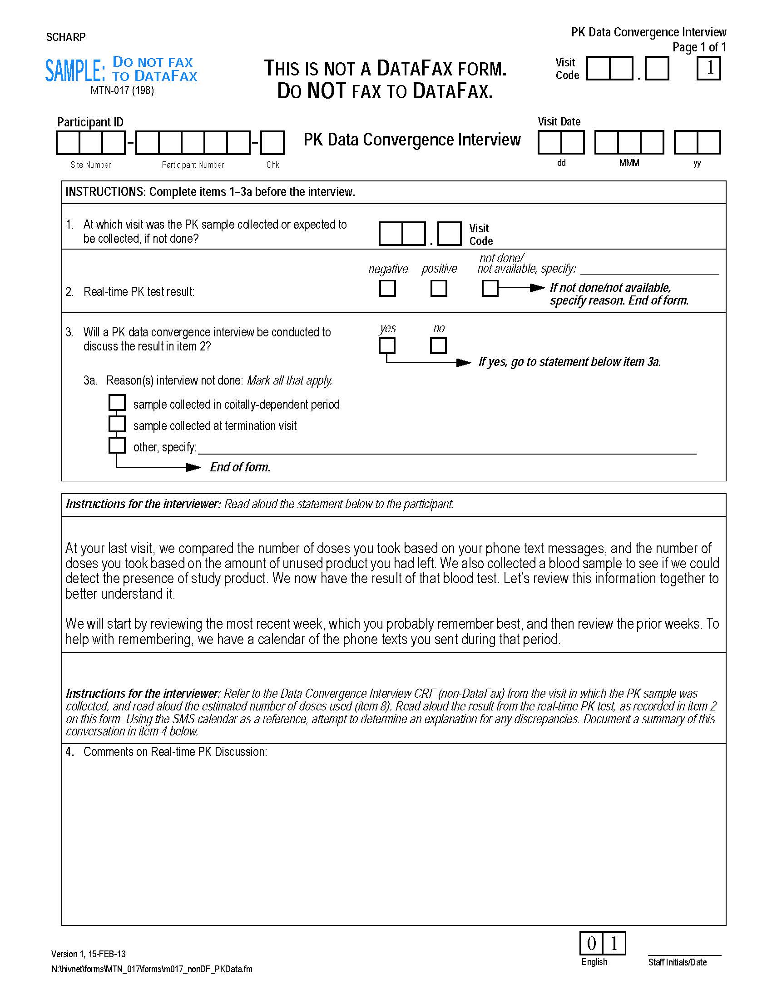 SCHARP
PK Data Convergence Interview
Page 1 of 1
SAMPLE: DO NOT FAX
TO DATAFAX
MTN-017 (198)
THIS IS NOT A DATAFAX FORM.
DO NOT FAX TO DATAFAX.
Visit
Code
.
1
Participant ID
- -
Site Number Participant Number Chk
PK Data Convergence Interview
Visit Date
dd MMM yy
INSTRUCTIONS: Complete items 1–3a before the interview.
1. At which visit was the PK sample collected or expected to
be collected, if not done?
.
Visit
Code
2. Real-time PK test result:
negative positive not done/
not available, specify:
If not done/not available,
specify reason. End of form.
3. Will a PK data convergence interview be conducted to
discuss the result in item 2?
yes no
If yes, go to statement below item 3a.
3a. Reason(s) interview not done: Mark all that apply.
sample collected in coitally-dependent period
sample collected at termination visit
other, specify:
End of form.
Instructions for the interviewer: Read aloud the statement below to the participant.
At your last visit, we compared the number of doses you took based on your phone text messages, and the number of
doses you took based on the amount of unused product you had left. We also collected a blood sample to see if we could
detect the presence of study product. We now have the result of that blood test. Let’s review this information together to
better understand it.
We will start by reviewing the most recent week, which you probably remember best, and then review the prior weeks. To
help with remembering, we have a calendar of the phone texts you sent during that period.
Instructions for the interviewer: Refer to the Data Convergence Interview CRF (non-DataFax) from the visit in which the PK sample was
collected, and read aloud the estimated number of doses used (item 8). Read aloud the result from the real-time PK test, as recorded in item 2
on this form. Using the SMS calendar as a reference, attempt to determine an explanation for any discrepancies. Document a summary of this
conversation in item 4 below.
4. Comments on Real-time PK Discussion:
0 1
English
Staff Initials/Date
Version 1, 15-FEB-13
N:\hivnet\forms\MTN_017\forms\m017_nonDF_PKData.fm